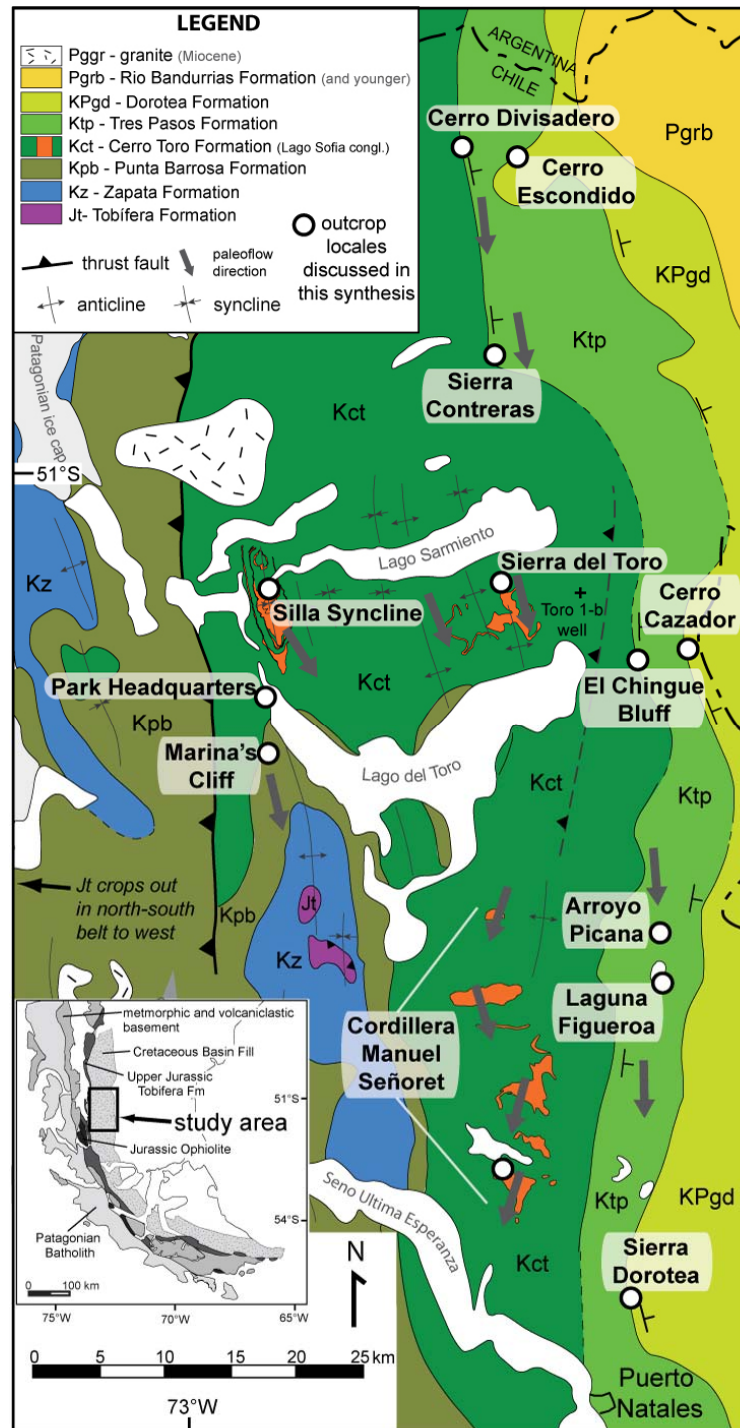 LEGEND
Pggr - granite (Miocene)
Pgrb - Rio Bandurrias Formation (and younger)
KPgd - Dorotea Formation
Ktp - Tres Pasos Formation
Kct - Cerro Toro Formation (Lago Sofia congl.)
Kpb - Punta Barrosa Formation
Kz - Zapata Formation
Jt- Tobífera Formation
thrust fault
paleoflow
direction
outcrop
locales
discussed in
this synthesis
anticline
syncline
ARGENTINA
CHILE
Cerro Divisadero
Cerro
Escondido
Pgrb
KPgd
Ktp
Sierra
Contreras
Patagonian ice cap
Kct
51°S
Lago Sarmiento
Kz
Silla Syncline
Sierra del Toro
+
Toro 1-b
well
Cerro
Cazador
Park Headquarters
Kct
El Chingue
Bluff
Kpb
Marina's
Cliff
Lago del Toro
Kct
Ktp
Jt crops out
in north-south
belt to west
Kpb
Jt
Kz
Arroyo
Picana
Laguna
Figueroa
Cordillera
Manuel
Señoret
metmorphic and volcaniclastic
basement
Cretaceous Basin Fill
Upper Jurassic
Tobifera Fm
study area
Jurassic Ophiolite
Patagonian
Batholith
51°S
54°S
0 100 km
75°W 70°W 65°W
Seno Ultima Esperanza
Kct
Ktp
KPgd
Sierra
Dorotea
N
0 5 10 15 20 25 km
73°W
Puerto
Natales